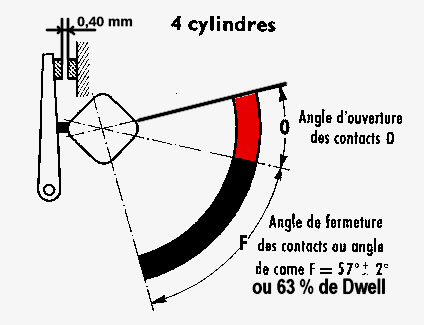 0,40 mm
4 cylindres
O
Angle d'ouverture
des contacts O
F
Angle de fermeture
des contacts ou angle
de came F = 57° ± 2°
ou 63 % de Dwell